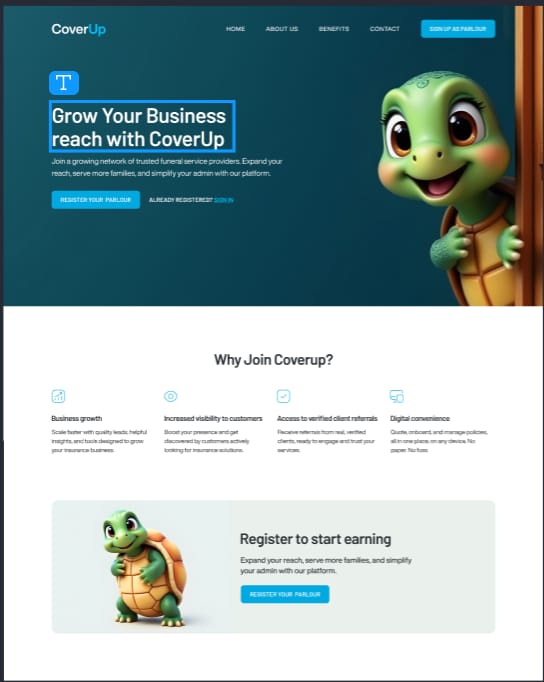 CoverUp
HOME ABOUT US BENEFITS CONTACT SIGN UP AS PARLOUR
T
Grow Your Business
reach with CoverUp
Join a growing network of trusted funeral service providers. Expand your
reach, serve more families, and simplify your admin with our platform.
REGISTER YOUR PARLOUR ALREADY REGISTERED? SIGN IN
Why Join Coverup?
Business growth
Scale faster with quality leads, helpful
insights, and tools designed to grow
your insurance business.
Increased visibility to customers
Boost your presence and get
discovered by customers actively
looking for insurance solutions.
Access to verified client referrals
Receive referrals from real, verified
clients, ready to engage and trust your
services
Digital convenience
Quote, onboard, and manage policies,
all in one place, on any device. No
paper. No fuss
Register to start earning
Expand your reach, serve more families, and simplify
your admin with our platform.
REGISTER YOUR PARLOUR